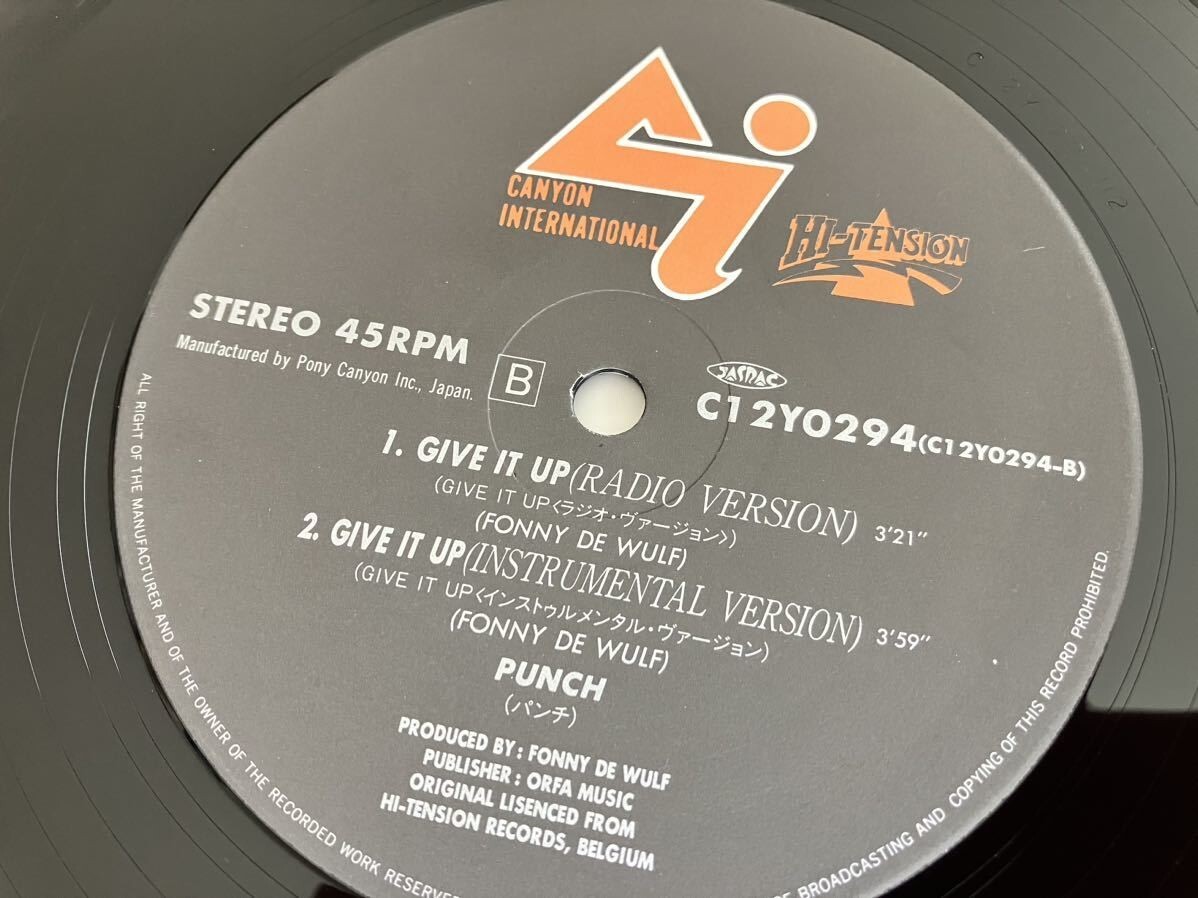 CANYON
INTERNATIONAL
HI-TENSION
STEREO 45RPM
Manufactured by Pony Canyon Inc., Japan.
B
JASRAC
C12Y0294(C12Y0294-B)
1. GIVE IT UP(RADIO VERSION) 3'21"
(GIVE IT UP〈ラジオ・ヴァージョン〉)
(FONNY DE WULF)
2. GIVE IT UP(INSTRUMENTAL VERSION) 3'59"
(GIVE IT UP〈インストゥルメンタル・ヴァージョン)
(FONNY DE WULF)
PUNCH
(パンチ)
PRODUCED BY: FONNY DE WULF
PUBLISHER: ORFA MUSIC
ORIGINAL LISENCED FROM
HI-TENSION RECORDS, BELGIUM
ALL RIGHT OF THE MANUFACTURER AND OF THE OWNER OF THE RECORDED WORK RESERVE
BROADCASTING AND COPYING OF THIS RECORD PROHIBITED.